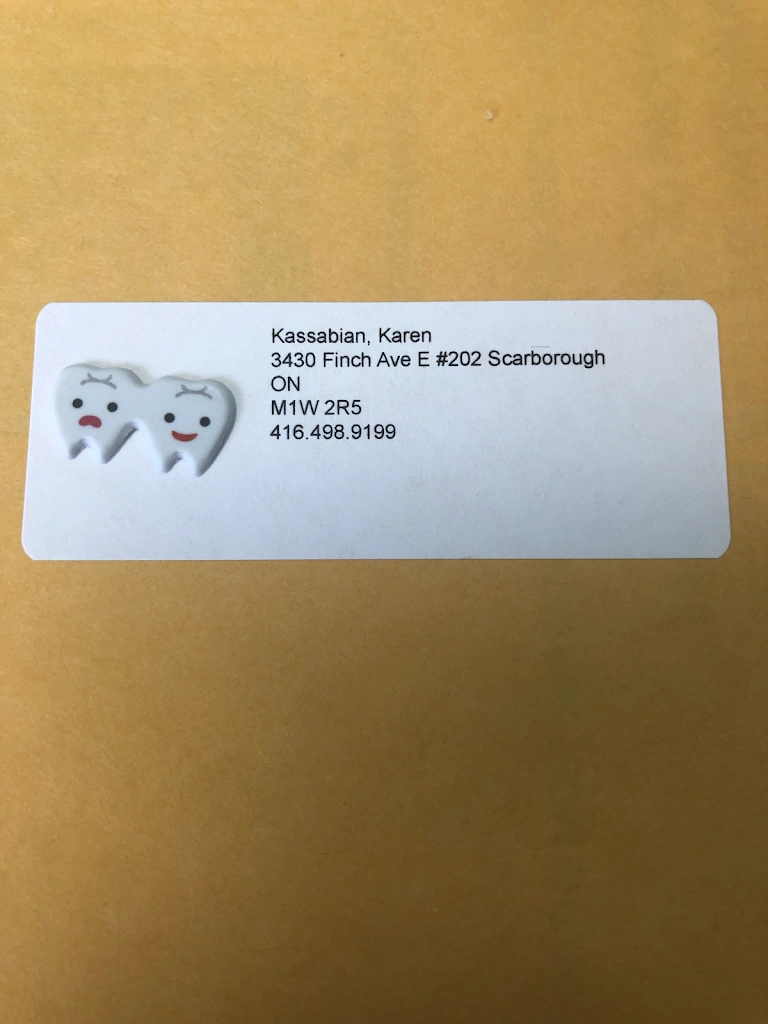 Kassabian, Karen
3430 Finch Ave E #202 Scarborough
ON
M1W 2R5
416.498.9199